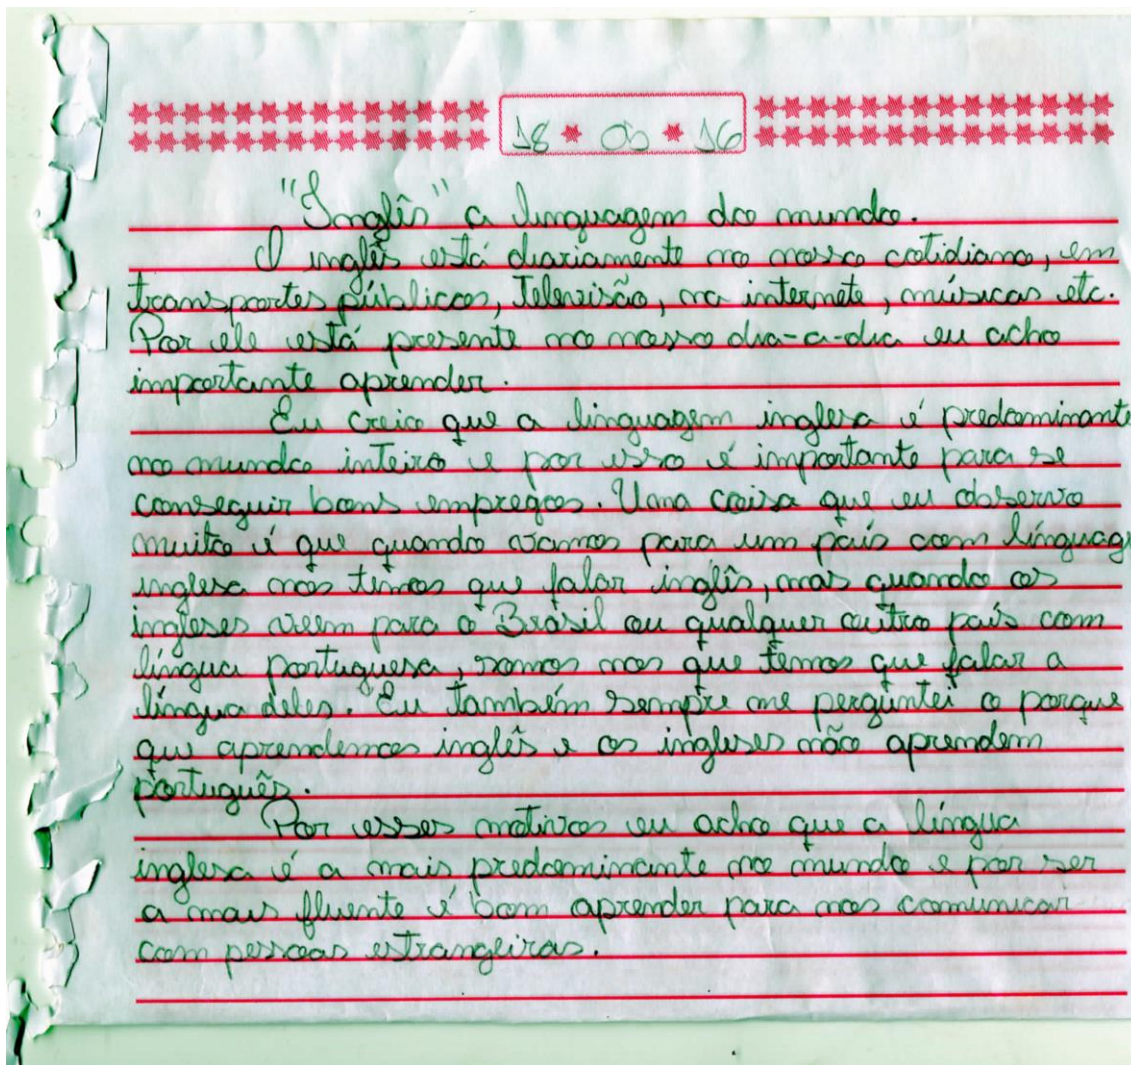 18 * 05 * 16
"Inglês" a linguagem do mundo.
O inglês está diariamente no nosso cotidiano, em
transportes públicos, televisão, na internete, músicas etc.
Por ele está presente no nosso dia-a-dia eu acho
importante aprender.
Eu creio que a linguagem inglesa é predominante
no mundo inteiro e por isso é importante para se
conseguir bons empregos. Uma coisa que eu observo
muito é que quando vamos para um país com línguag
inglesa nos temos que falar inglês, mas quando os
ingleses veem para o Brasil ou qualquer outro país com
língua portuguesa, somos nos que temos que falar a
língua deles. Eu também sempre me perguntei o porque
que aprendemos inglês e os ingleses não aprendem
português.
Por esses motivos eu acho que a língua
inglesa é a mais predominante no mundo e por ser
a mais fluente é bom aprender para nos comunicar
com pessoas estrangeiras.